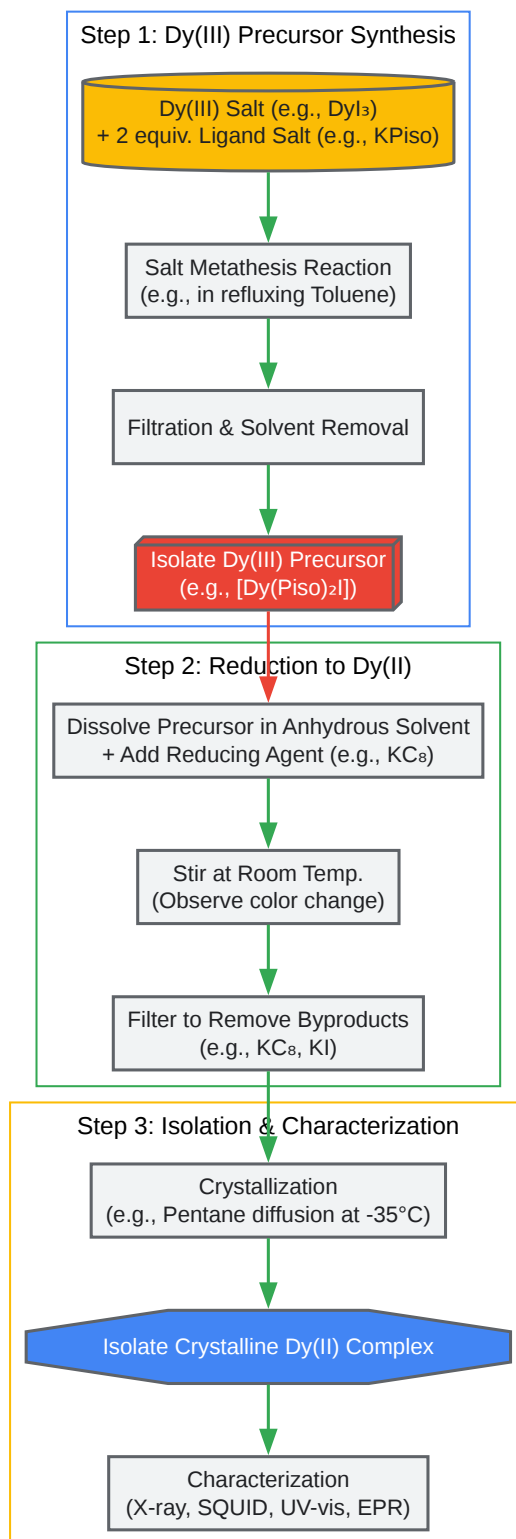 Step 1: Dy(III) Precursor Synthesis
Dy(III) Salt (e.g., DyI₃)
+ 2 equiv. Ligand Salt (e.g., KPiso)
Salt Metathesis Reaction
(e.g., in refluxing Toluene)
Filtration & Solvent Removal
Isolate Dy(III) Precursor
(e.g., [Dy(Piso)₂I])
Step 2: Reduction to Dy(II)
Dissolve Precursor in Anhydrous Solvent
+ Add Reducing Agent (e.g., KC₈)
Stir at Room Temp.
(Observe color change)
Filter to Remove Byproducts
(e.g., KC₈, KI)
Step 3: Isolation & Characterization
Crystallization
(e.g., Pentane diffusion at -35°C)
Isolate Crystalline Dy(II) Complex
Characterization
(X-ray, SQUID, UV-vis, EPR)